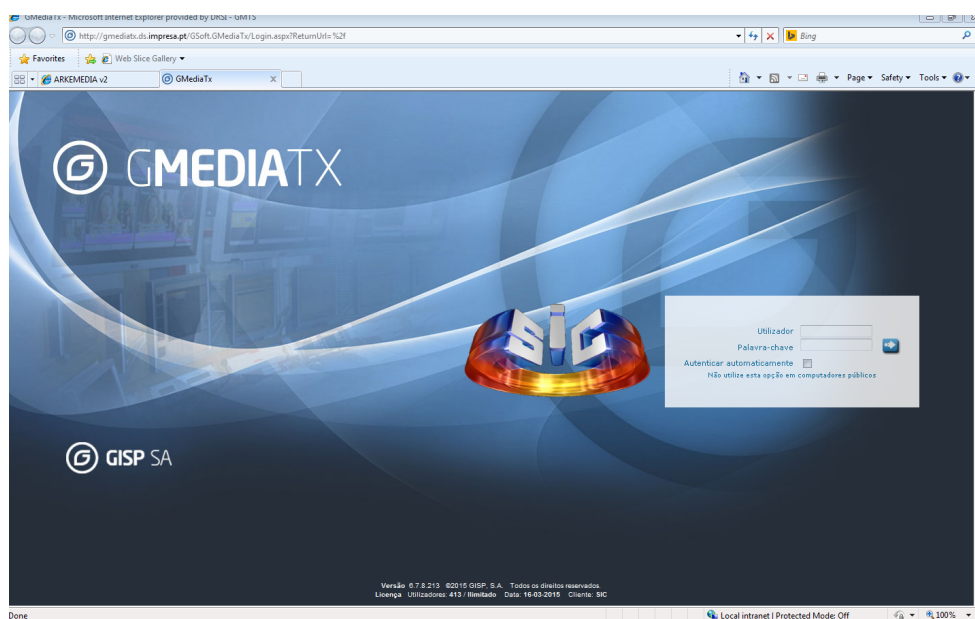 GMediaTx - Microsoft Internet Explorer provided by DRSI - GMTS
http://gmediatx.ds.impresa.pt/GSoft.GMediaTx/Login.aspx?ReturnUrl=%2f
Bing
Favorites Web Slice Gallery
ARKEMEDIA v2 GMediaTx x Page Safety Tools
G GMEDIATX
SiC
Utilizador
Palavra-chave
Autenticar automaticamente
Não utilize esta opção em computadores públicos
G GISP SA
Versão 6.7.8.213 ©2015 GISP, S.A. Todos os direitos reservados.
Licença Utilizadores: 413 / Ilimitado Data: 16-03-2015 Cliente: SIC
Done Local intranet | Protected Mode: Off 100%